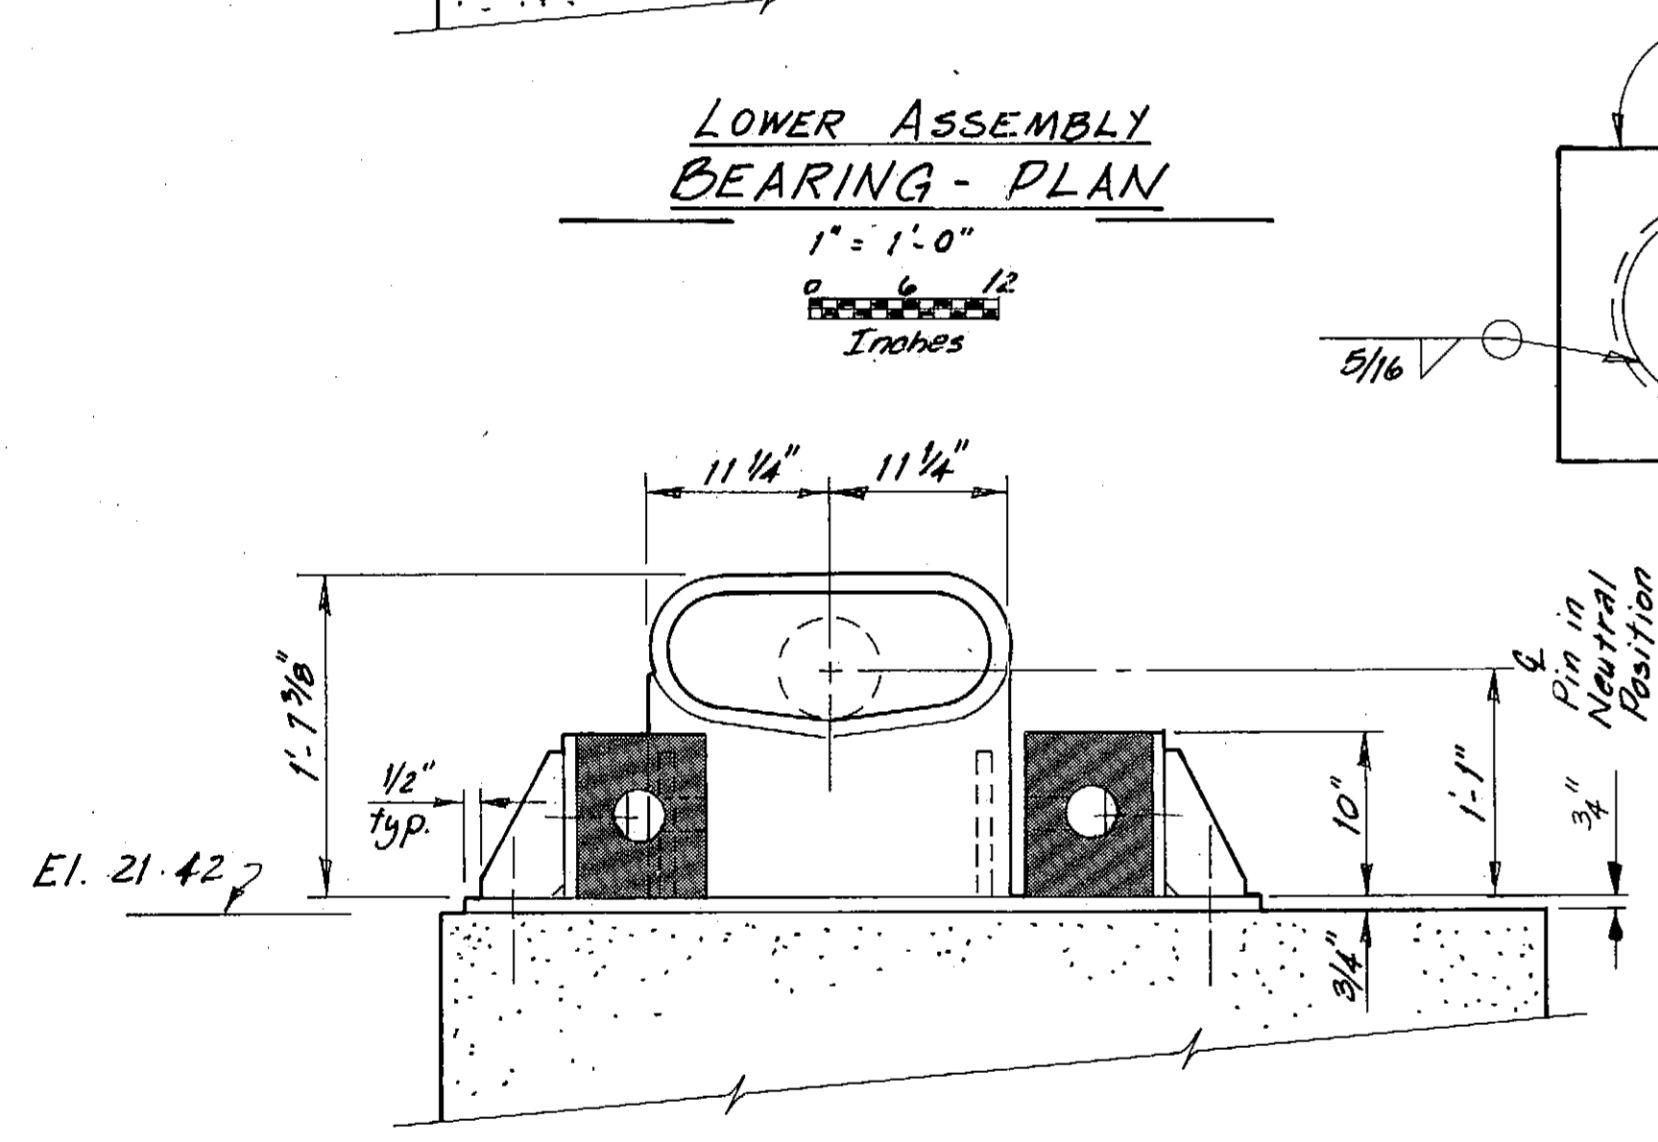 LOWER ASSEMBLY
BEARING - PLAN
1" = 1'-0"
0 6 12
Inches
5/16
11 1/4" 11 1/4"
1'-7 3/8"
1/2"
typ.
El. 21.42
10"
1'-1"
3/4"
3/4"
℄
Pin in
Neutral
Position